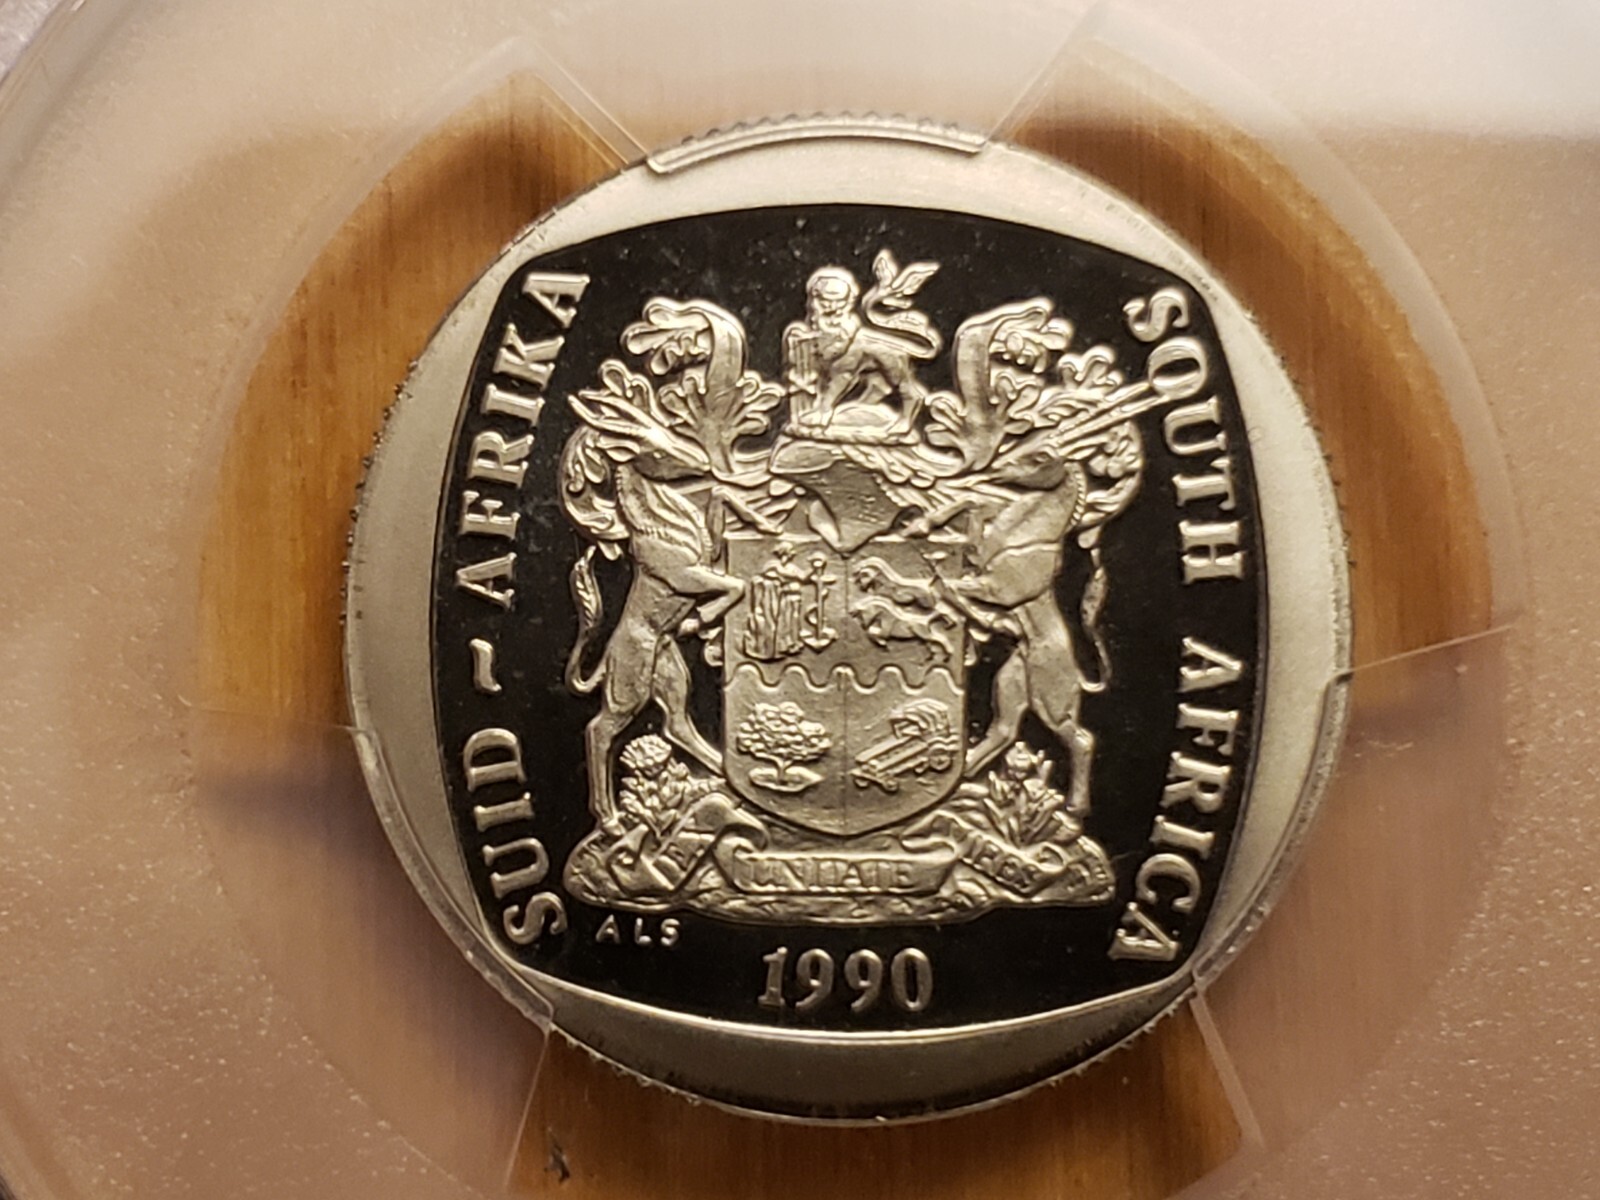 SUID ~ AFRIKA
SOUTH AFRICA
UNITATE
ALS
1990